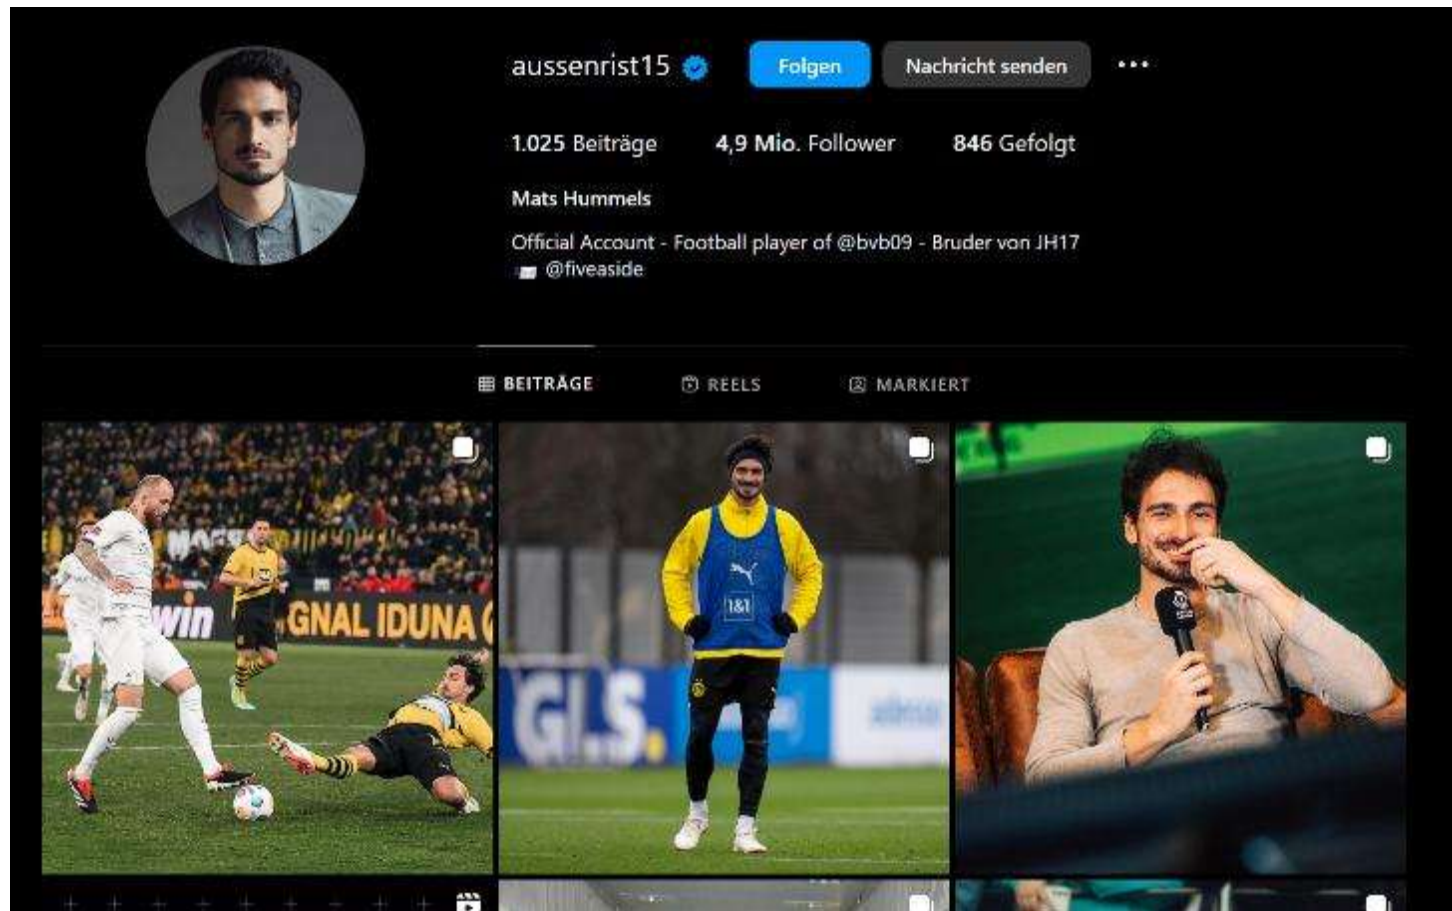 aussenrist15
Folgen
Nachricht senden
1.025 Beiträge
4,9 Mio. Follower
846 Gefolgt
Mats Hummels
Official Account - Football player of @bvb09 - Bruder von JH17
@fiveaside
BEITRÄGE
REELS
MARKIERT
win
GNAL IDUNA
1&1
GLS.